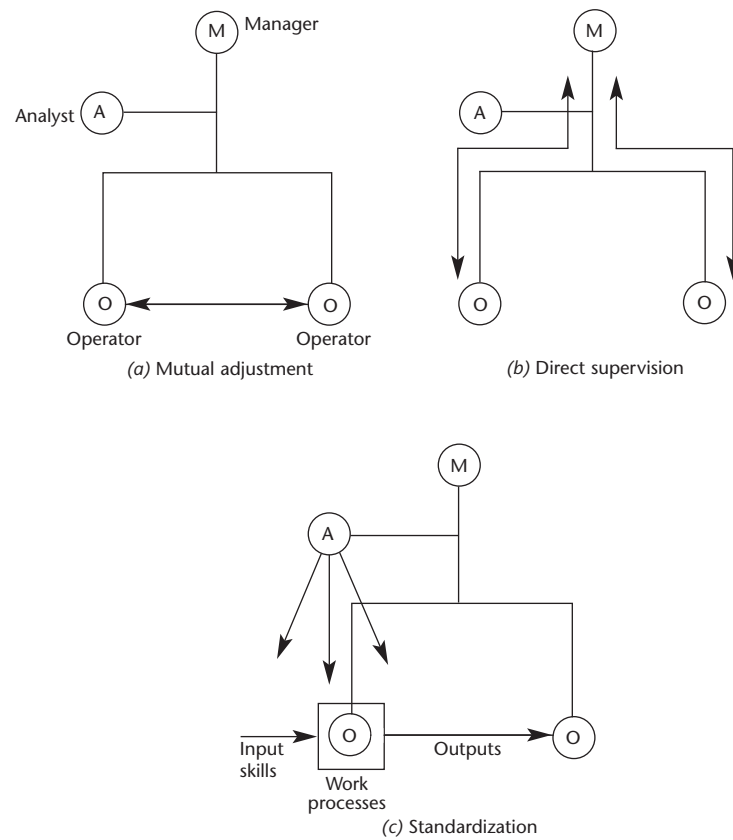 M Manager
Analyst A
O O
Operator Operator
(a) Mutual adjustment
M
A
O O
(b) Direct supervision
M
A
O O
Input
skills
Outputs
Work
processes
(c) Standardization